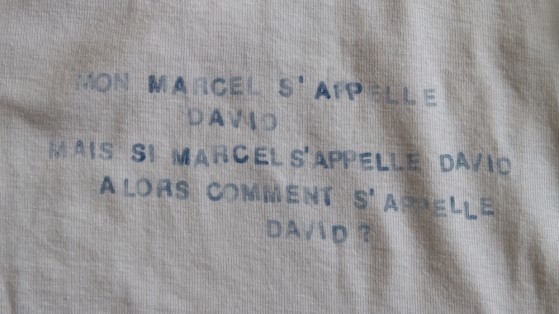 MON MARCEL S'APPELLE
DAVID
MAIS SI MARCEL S'APPELLE DAVID
ALORS COMMENT S'APPELLE
DAVID ?